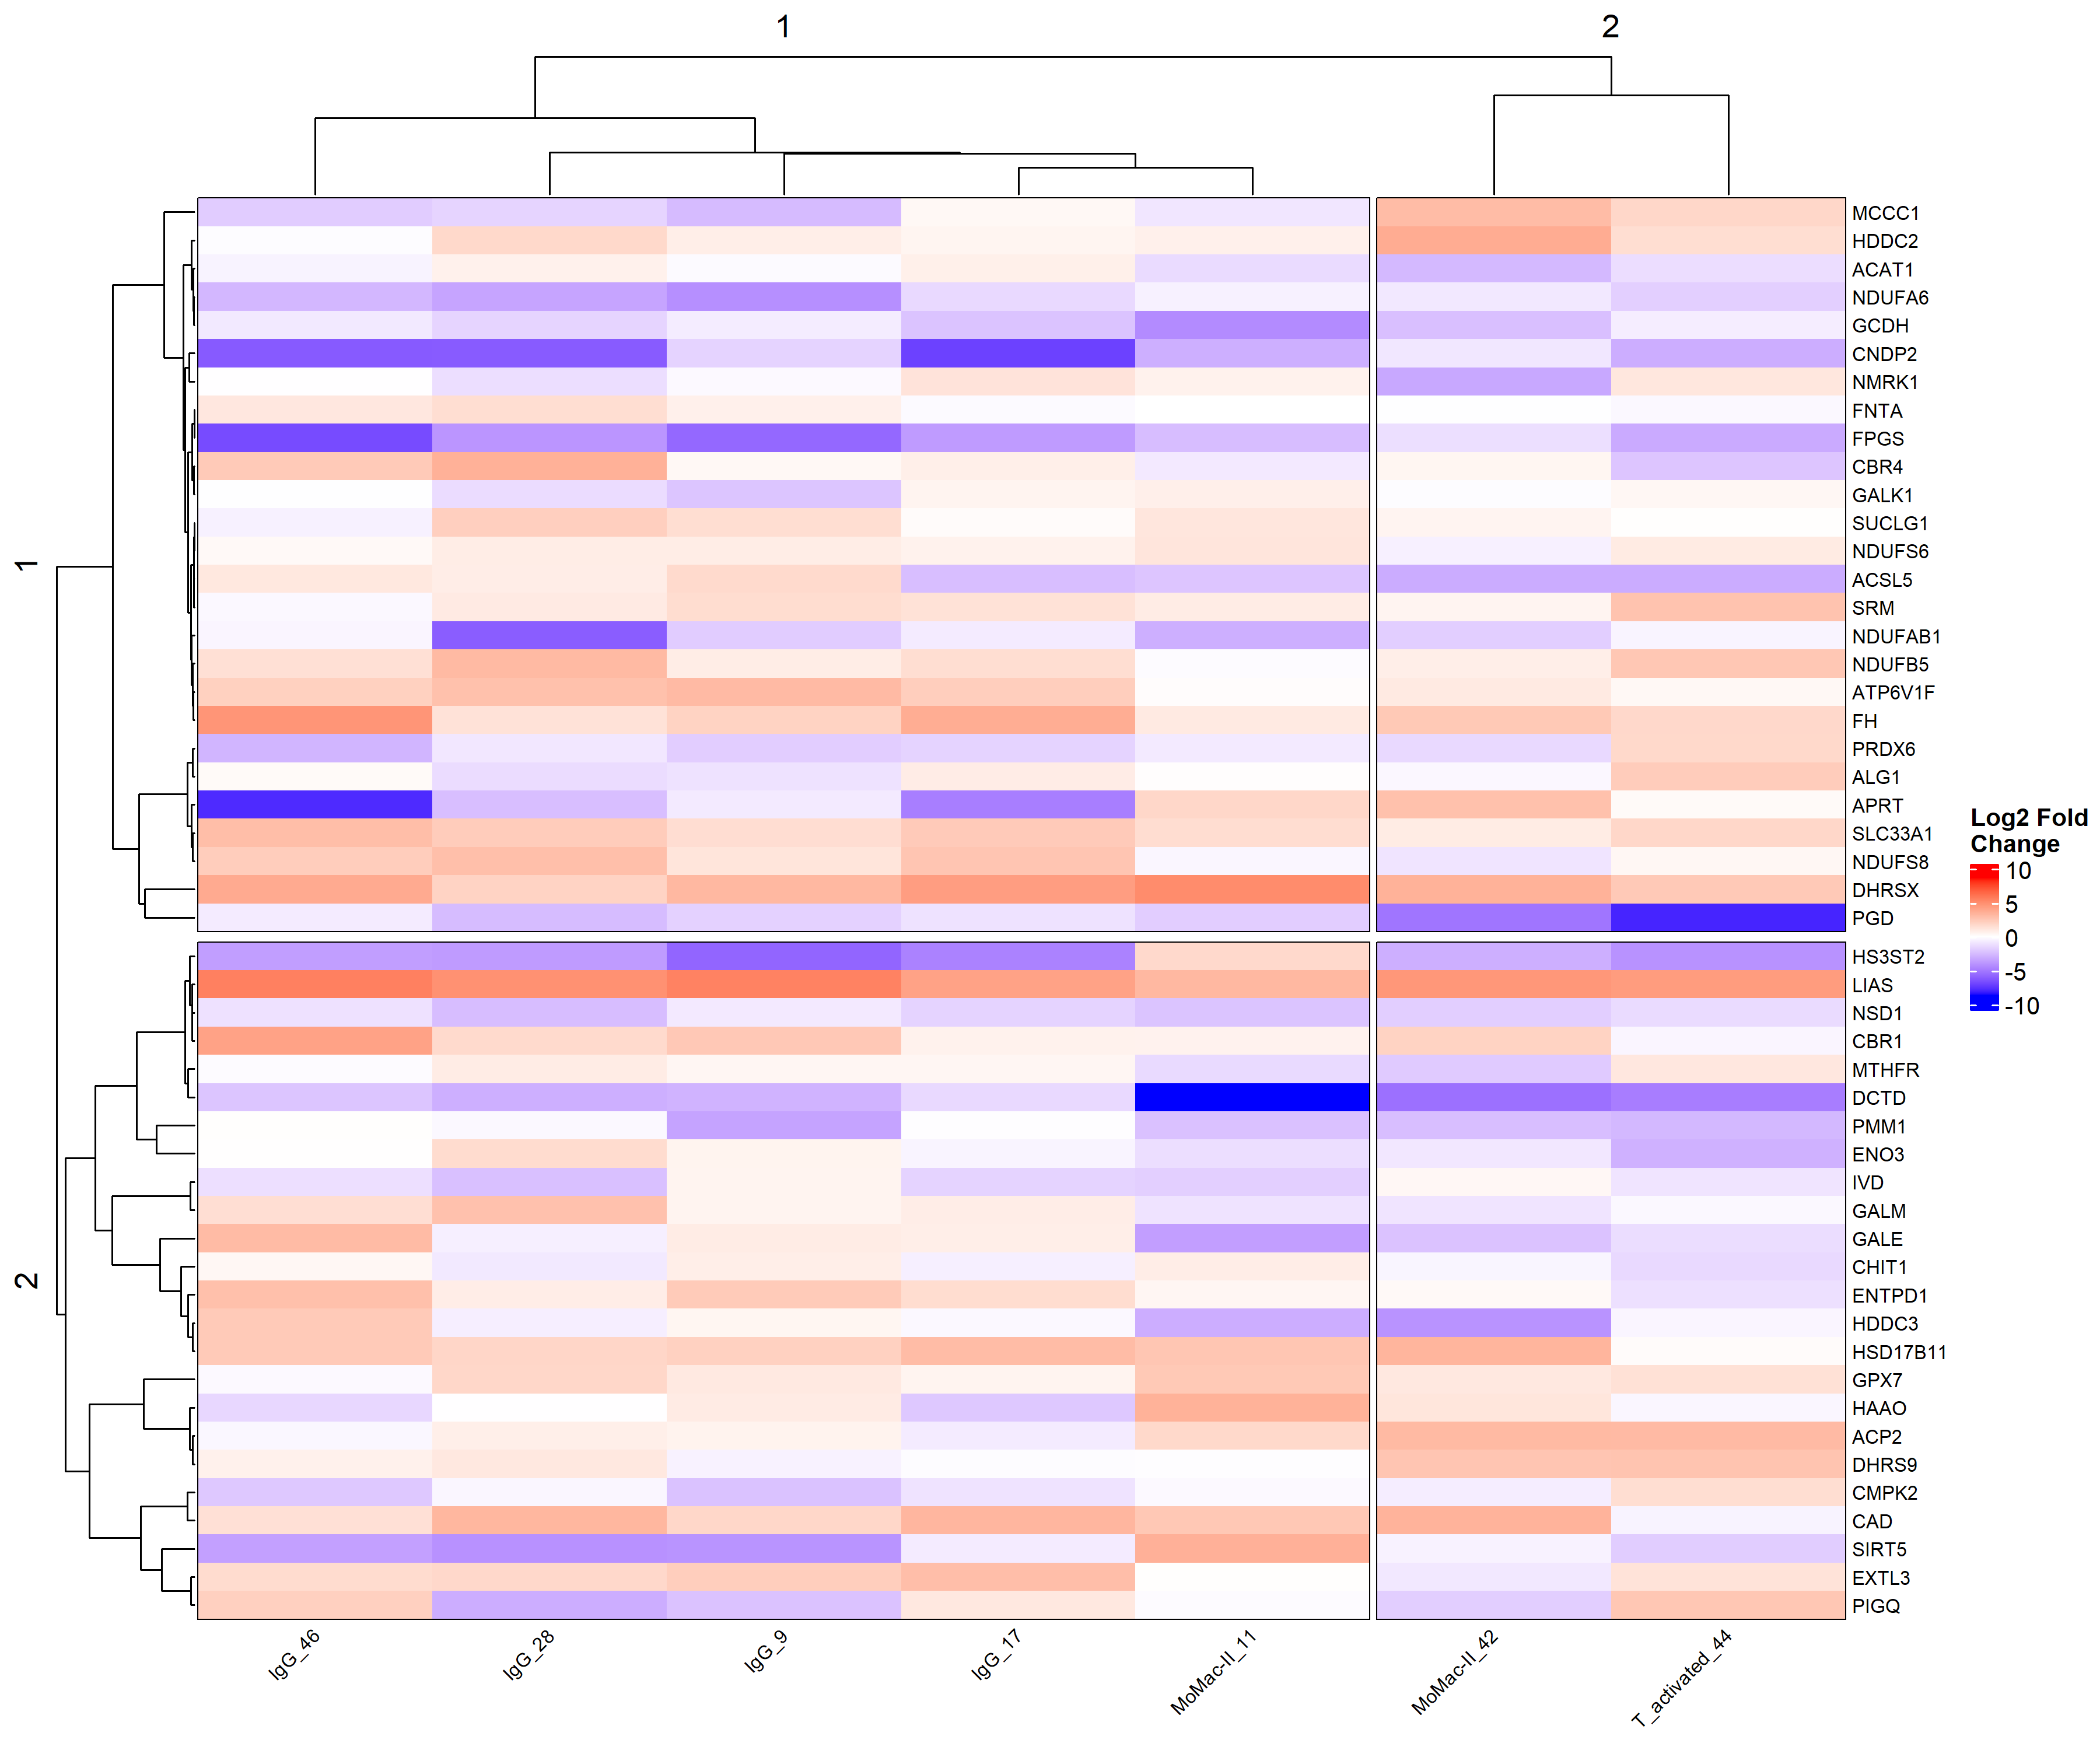 1
2
MCCC1
HDDC2
ACAT1
NDUFA6
GCDH
CNDP2
NMRK1
FNTA
FPGS
CBR4
GALK1
SUCLG1
NDUFS6
1
ACSL5
SRM
NDUFAB1
NDUFB5
ATP6V1F
FH
PRDX6
ALG1
APRT
SLC33A1
NDUFS8
DHRSX
PGD
Log2 Fold
Change
10
5
0
-5
-10
HS3ST2
LIAS
NSD1
CBR1
MTHFR
DCTD
PMM1
ENO3
IVD
GALM
GALE
CHIT1
2
ENTPD1
HDDC3
HSD17B11
GPX7
HAAO
ACP2
DHRS9
CMPK2
CAD
SIRT5
EXTL3
PIGQ
IgG_46
IgG_28
IgG_9
IgG_17
MoMac-II_11
MoMac-II_42
T_activated_44